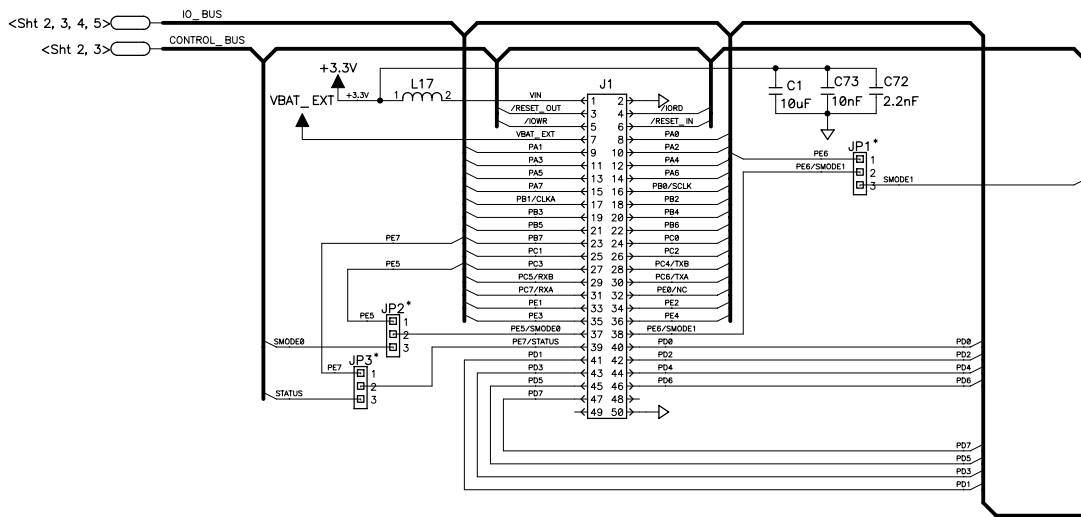 <Sht 2, 3, 4, 5> IO_BUS
<Sht 2, 3> CONTROL_BUS
+3.3V
L17
J1
C1 10uF
C73 10nF
C72 2.2nF
VBAT_EXT
+3.3V 1 2 VIN 1 2
/RESET_OUT 3 4 /IORD
/IOWR 5 6 /RESET_IN
VBAT_EXT 7 8 PA0
PA1 9 10 PA2
PA3 11 12 PA4
PA5 13 14 PA6
PA7 15 16 PB0/SCLK
PB1/CLKA 17 18 PB2
PB3 19 20 PB4
PB5 21 22 PB6
PB7 23 24 PC0
PC1 25 26 PC2
PC3 27 28 PC4/TXB
PC5/RXB 29 30 PC6/TXA
PC7/RXA 31 32 PE0/NC
PE1 33 34 PE2
PE3 35 36 PE4
PE5/SMODE0 37 38 PE6/SMODE1
PE7/STATUS 39 40 PD0 PD0
PD1 41 42 PD2 PD2
PD3 43 44 PD4 PD4
PD5 45 46 PD6 PD6
PD7 47 48
49 50
JP1*
PE6 1
PE6/SMODE1 2
3 SMODE1
PE7
PE5
JP2*
PE5 1
2
SMODE0 3
JP3*
PE7 1
2
STATUS 3
PD7
PD5
PD3
PD1